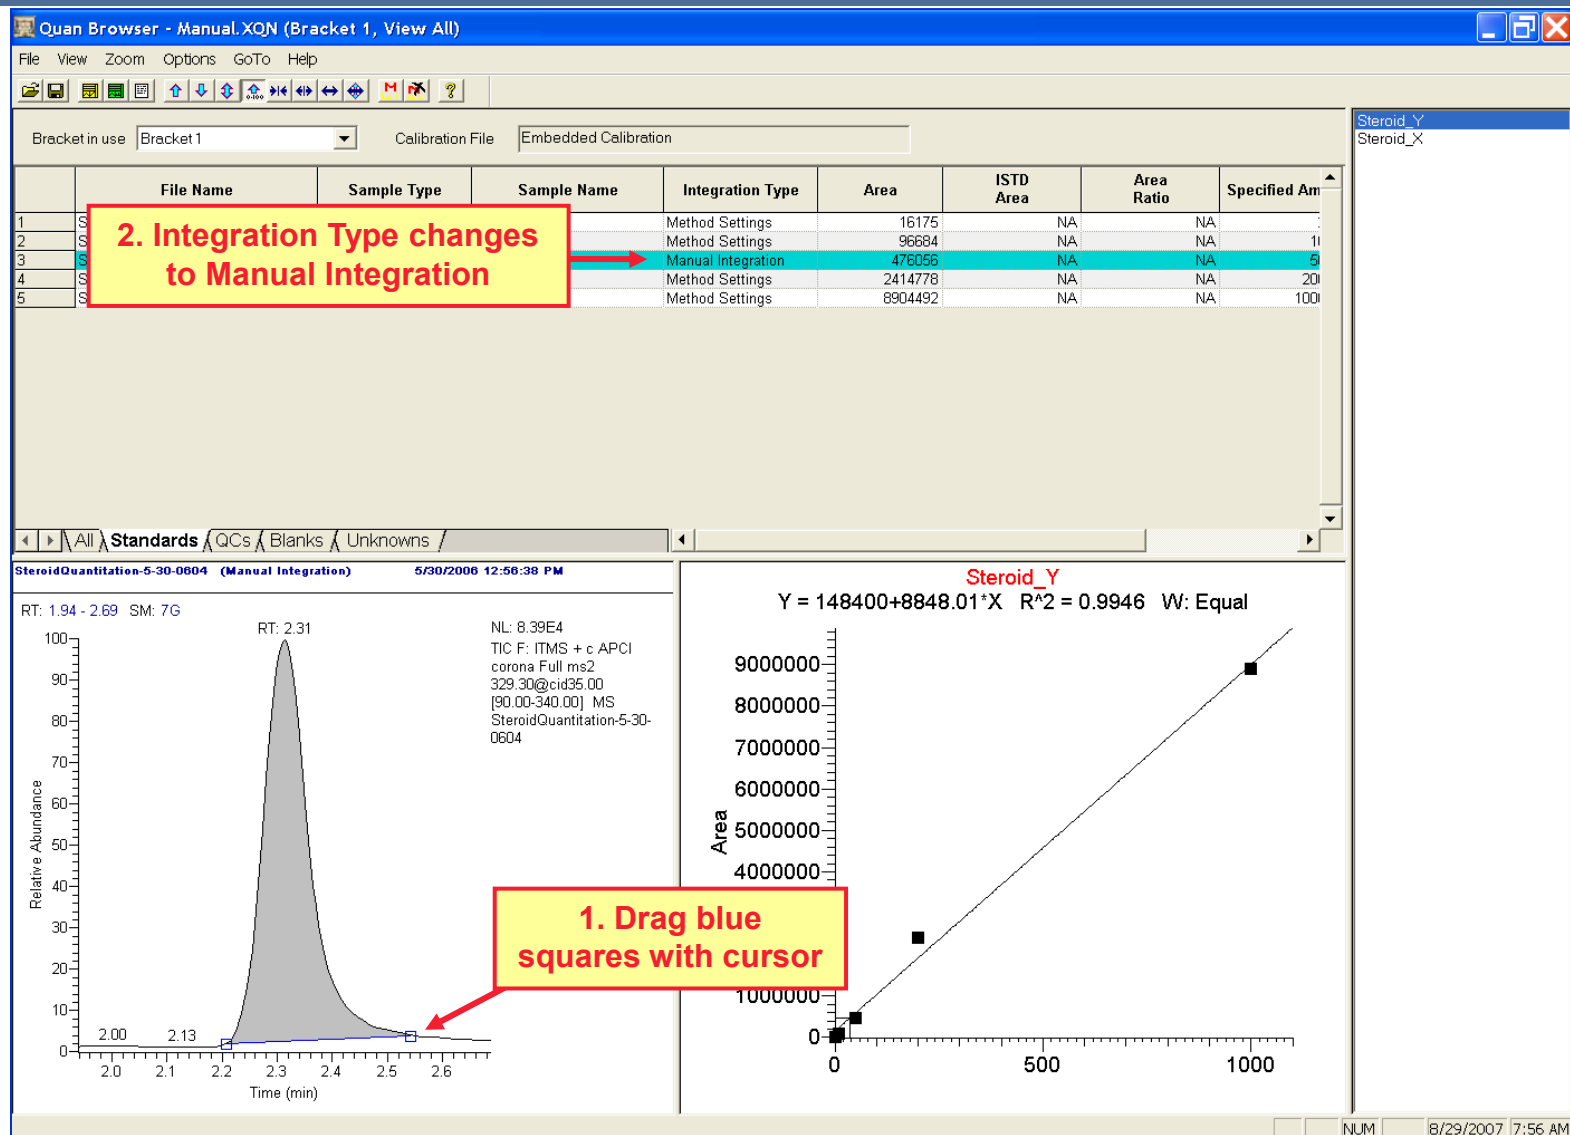 Quan Browser - Manual.XQN (Bracket 1, View All)
File View Zoom Options GoTo Help
Bracket in use Bracket 1 Calibration File Embedded Calibration
Steroid_Y
Steroid_X
File Name Sample Type Sample Name Integration Type Area ISTD Area Area Ratio Specified Am
1 S Method Settings 16175 NA NA
2 S Method Settings 96684 NA NA 10
3 S Manual Integration 476056 NA NA 50
4 S Method Settings 2414778 NA NA 200
5 S Method Settings 8904492 NA NA 1000
2. Integration Type changes
to Manual Integration
All Standards QCs Blanks Unknowns
SteroidQuantitation-5-30-0604 (Manual Integration) 5/30/2006 12:56:38 PM
RT: 1.94 - 2.69 SM: 7G
RT: 2.31
NL: 8.39E4
TIC F: ITMS + c APCI
corona Full ms2
329.30@cid35.00
[90.00-340.00] MS
SteroidQuantitation-5-30-
0604
100
90
80
70
60
50
40
30
20
10
0
Relative Abundance
2.00 2.13
2.0 2.1 2.2 2.3 2.4 2.5 2.6
Time (min)
1. Drag blue
squares with cursor
Steroid_Y
Y = 148400+8848.01*X R^2 = 0.9946 W: Equal
9000000
8000000
7000000
6000000
5000000
4000000
1000000
0
Area
0 500 1000
NUM 8/29/2007 7:56 AM